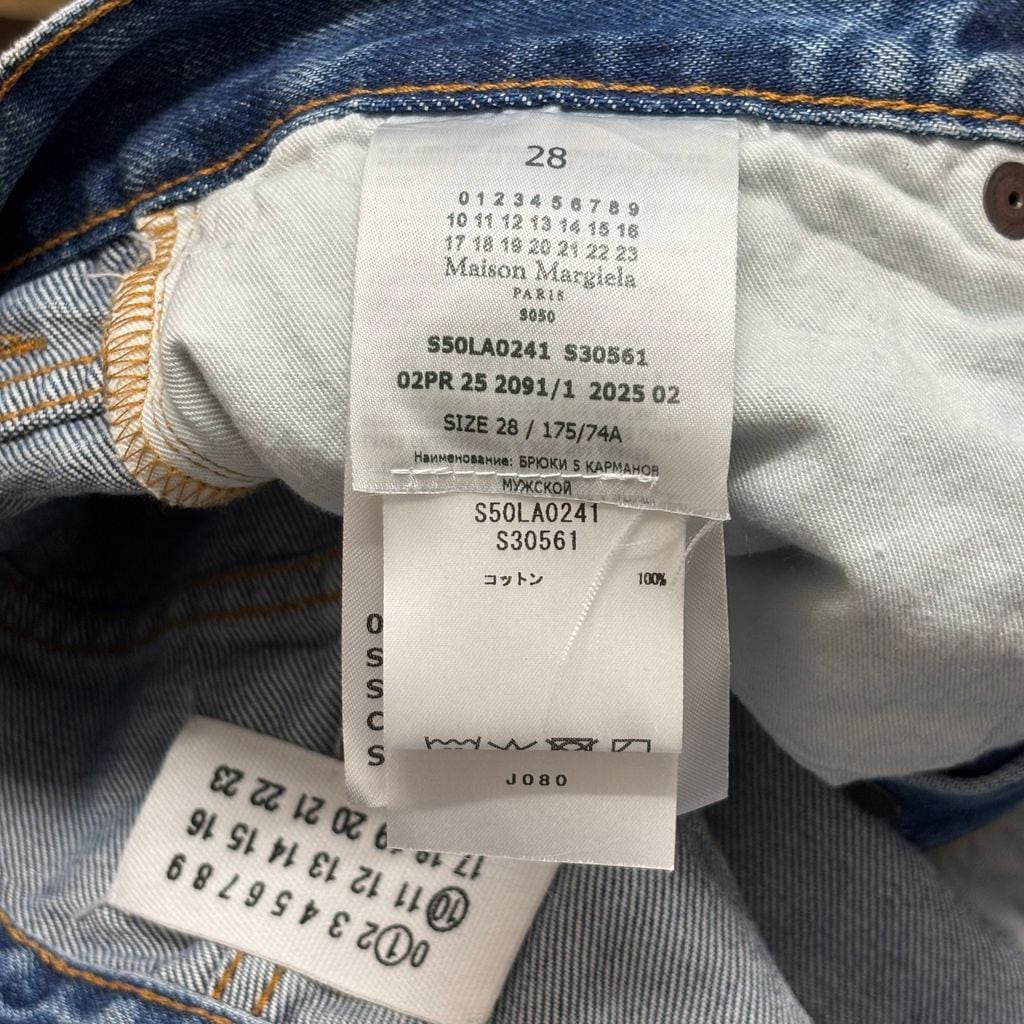 28
0 1 2 3 4 5 6 7 8 9
10 11 12 13 14 15 16
17 18 19 20 21 22 23
Maison Margiela
PARIS
S050
S50LA0241 S30561
02PR 25 2091/1 2025 02
SIZE 28 / 175/74A
Наименование: БРЮКИ 5 КАРМАНОВ
МУЖСКОЙ
S50LA0241
S30561
コットン 100%
O
S
S
C
S
J080
0 1 2 3 4 5 6 7 8 9
10 11 12 13 14 15 16
17 18 19 20 21 22 23